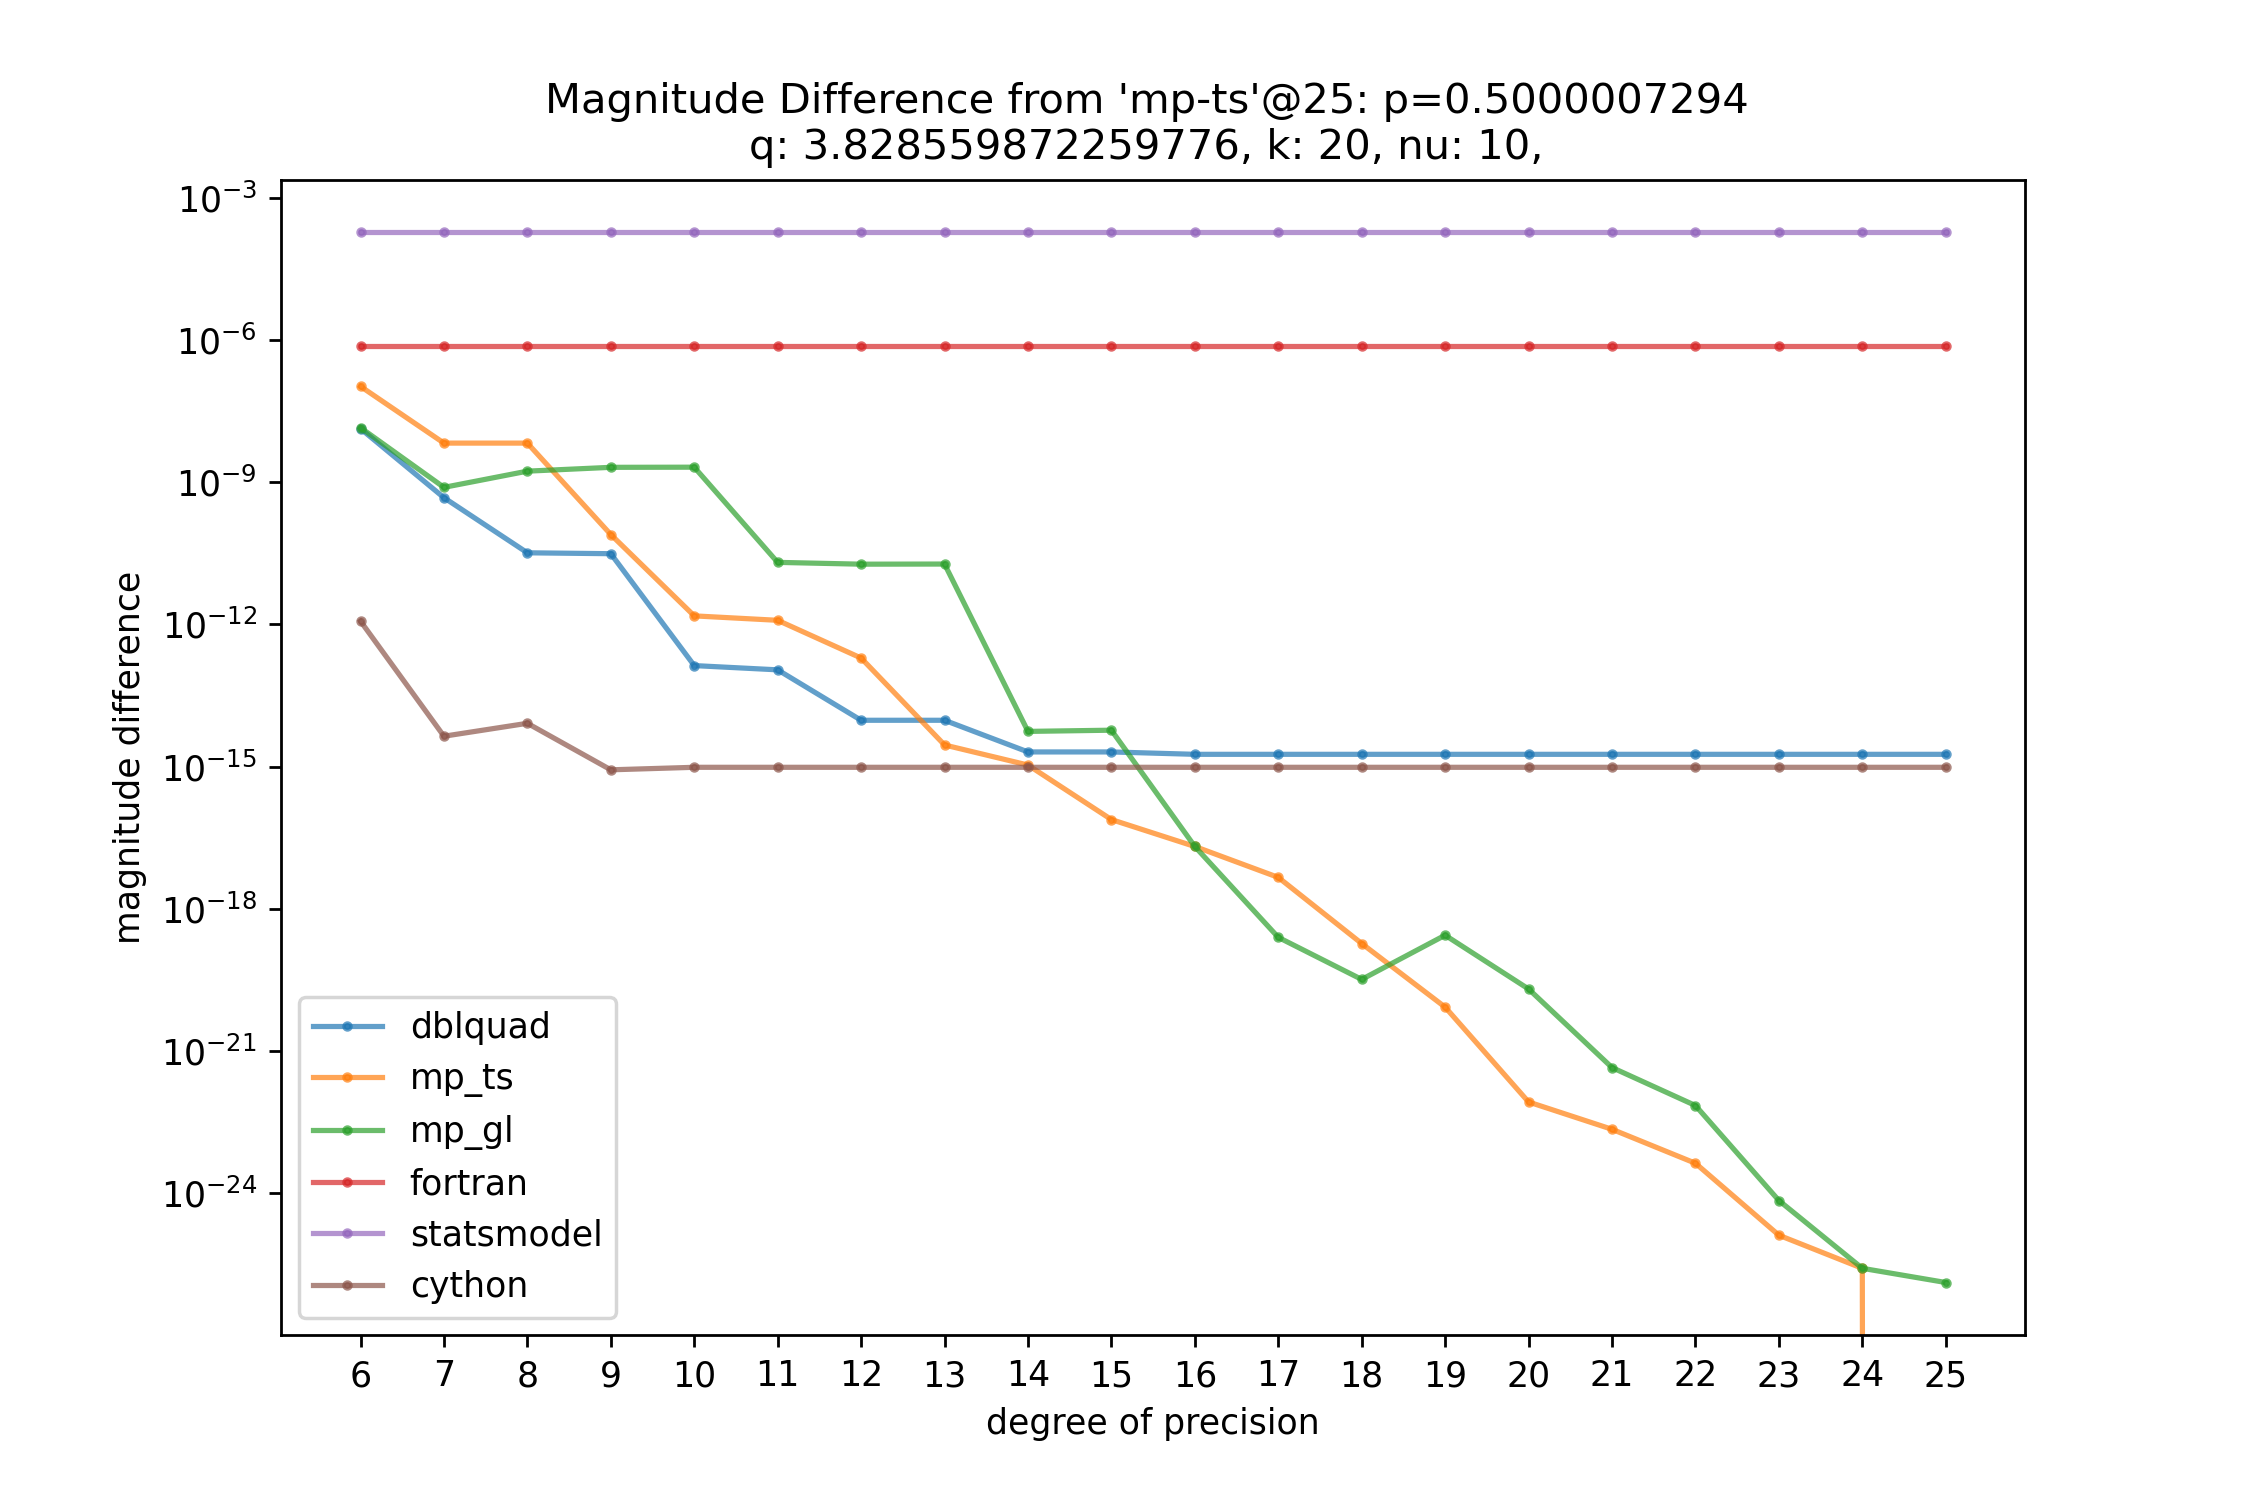 Magnitude Difference from 'mp-ts'@25: p=0.5000007294
q: 3.828559872259776, k: 20, nu: 10,
magnitude difference
10⁻³
10⁻⁶
10⁻⁹
10⁻¹²
10⁻¹⁵
10⁻¹⁸
10⁻²¹
10⁻²⁴
dblquad
mp_ts
mp_gl
fortran
statsmodel
cython
6 7 8 9 10 11 12 13 14 15 16 17 18 19 20 21 22 23 24 25
degree of precision